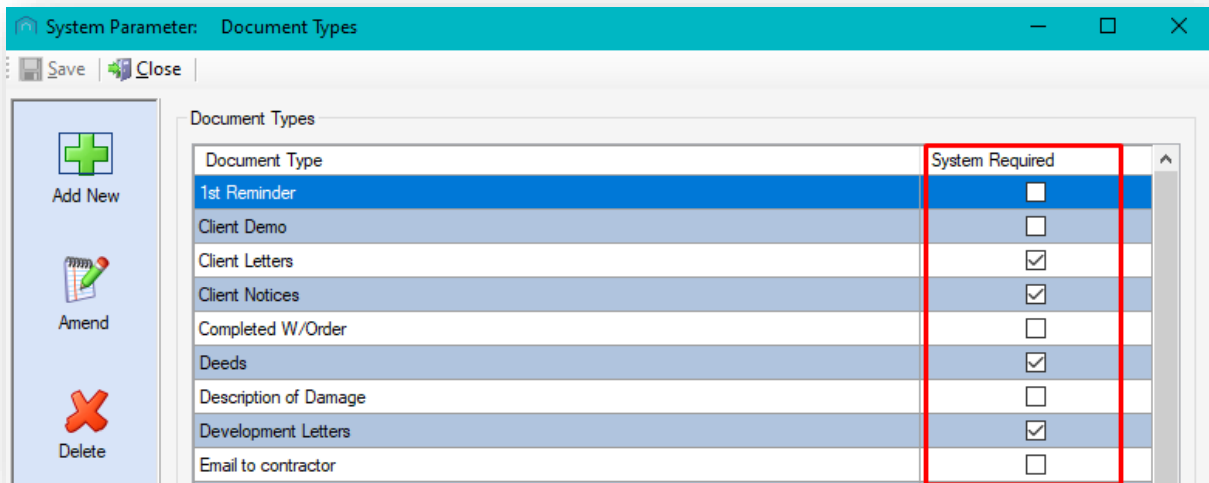 System Parameter: Document Types
Save Close
Document Types
Document Type System Required
Add New
1st Reminder
Client Demo
Client Letters
Client Notices
Amend
Completed W/Order
Deeds
Description of Damage
Development Letters
Delete
Email to contractor